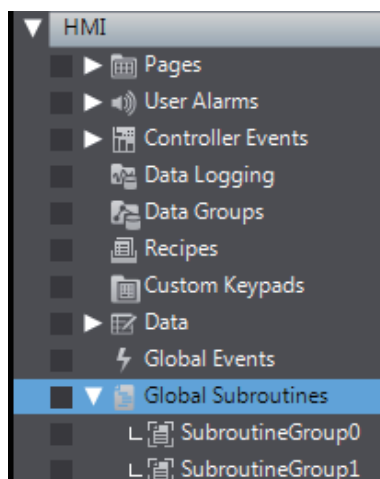 HMI
Pages
User Alarms
Controller Events
Data Logging
Data Groups
Recipes
Custom Keypads
Data
Global Events
Global Subroutines
SubroutineGroup0
SubroutineGroup1